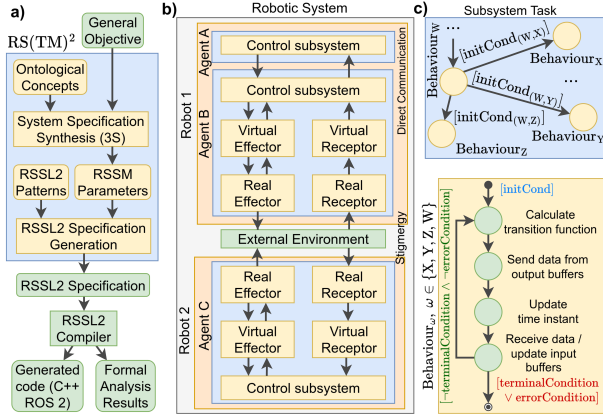 a)
General
Objective
RS(TM)²
Ontological
Concepts
System Specification
Synthesis (3S)
RSSL2
Patterns
RSSM
Parameters
RSSL2 Specification
Generation
RSSL2 Specification
RSSL2
Compiler
Generated
code (C++
ROS 2)
Formal
Analysis
Results
b)
Robotic System
Robot 1
Agent A
Control subsystem
Agent B
Control subsystem
Virtual
Effector
Virtual
Receptor
Real
Effector
Real
Receptor
Direct Communication
External Environment
Stigmergy
Robot 2
Agent C
Real
Effector
Real
Receptor
Virtual
Effector
Virtual
Receptor
Control subsystem
c)
Subsystem Task
Behaviour_W
...
[initCond_(W,X)]
Behaviour_X
...
[initCond_(W,Y)]
[initCond_(W,Z)]
Behaviour_Y
Behaviour_Z
Behaviour_ω, ω ∈ {X, Y, Z, W}
[¬terminalCondition ∧ ¬errorCondition]
[initCond]
Calculate
transition function
Send data from
output buffers
Update
time instant
Receive data /
update input
buffers
[terminalCondition
∨ errorCondition]